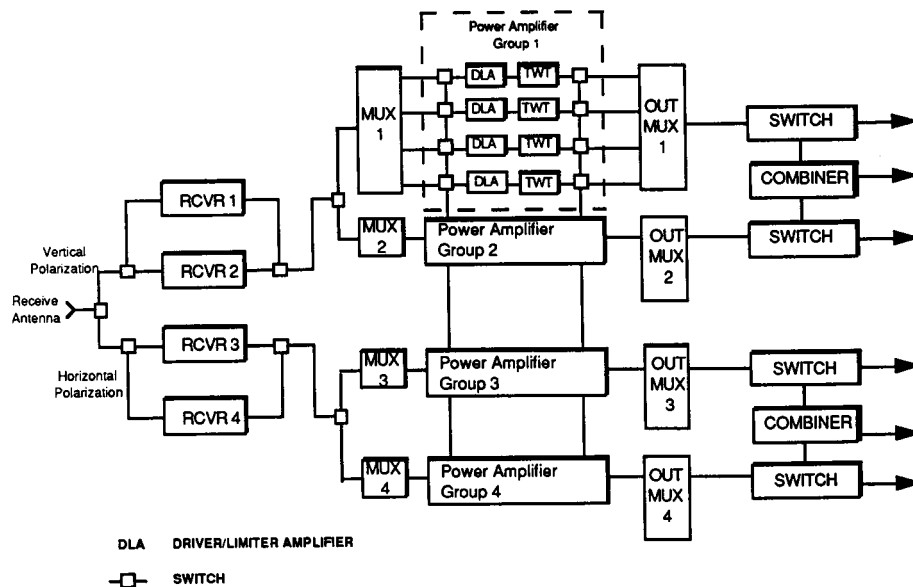 Power Amplifier
Group 1
DLA TWT
DLA TWT
DLA TWT
DLA TWT
MUX
1
OUT
MUX
1
SWITCH
COMBINER
SWITCH
RCVR 1
RCVR 2
Vertical
Polarization
Receive
Antenna
MUX
2
Power Amplifier
Group 2
OUT
MUX
2
RCVR 3
RCVR 4
Horizontal
Polarization
MUX
3
Power Amplifier
Group 3
OUT
MUX
3
SWITCH
COMBINER
SWITCH
MUX
4
Power Amplifier
Group 4
OUT
MUX
4
DLA DRIVER/LIMITER AMPLIFIER
SWITCH